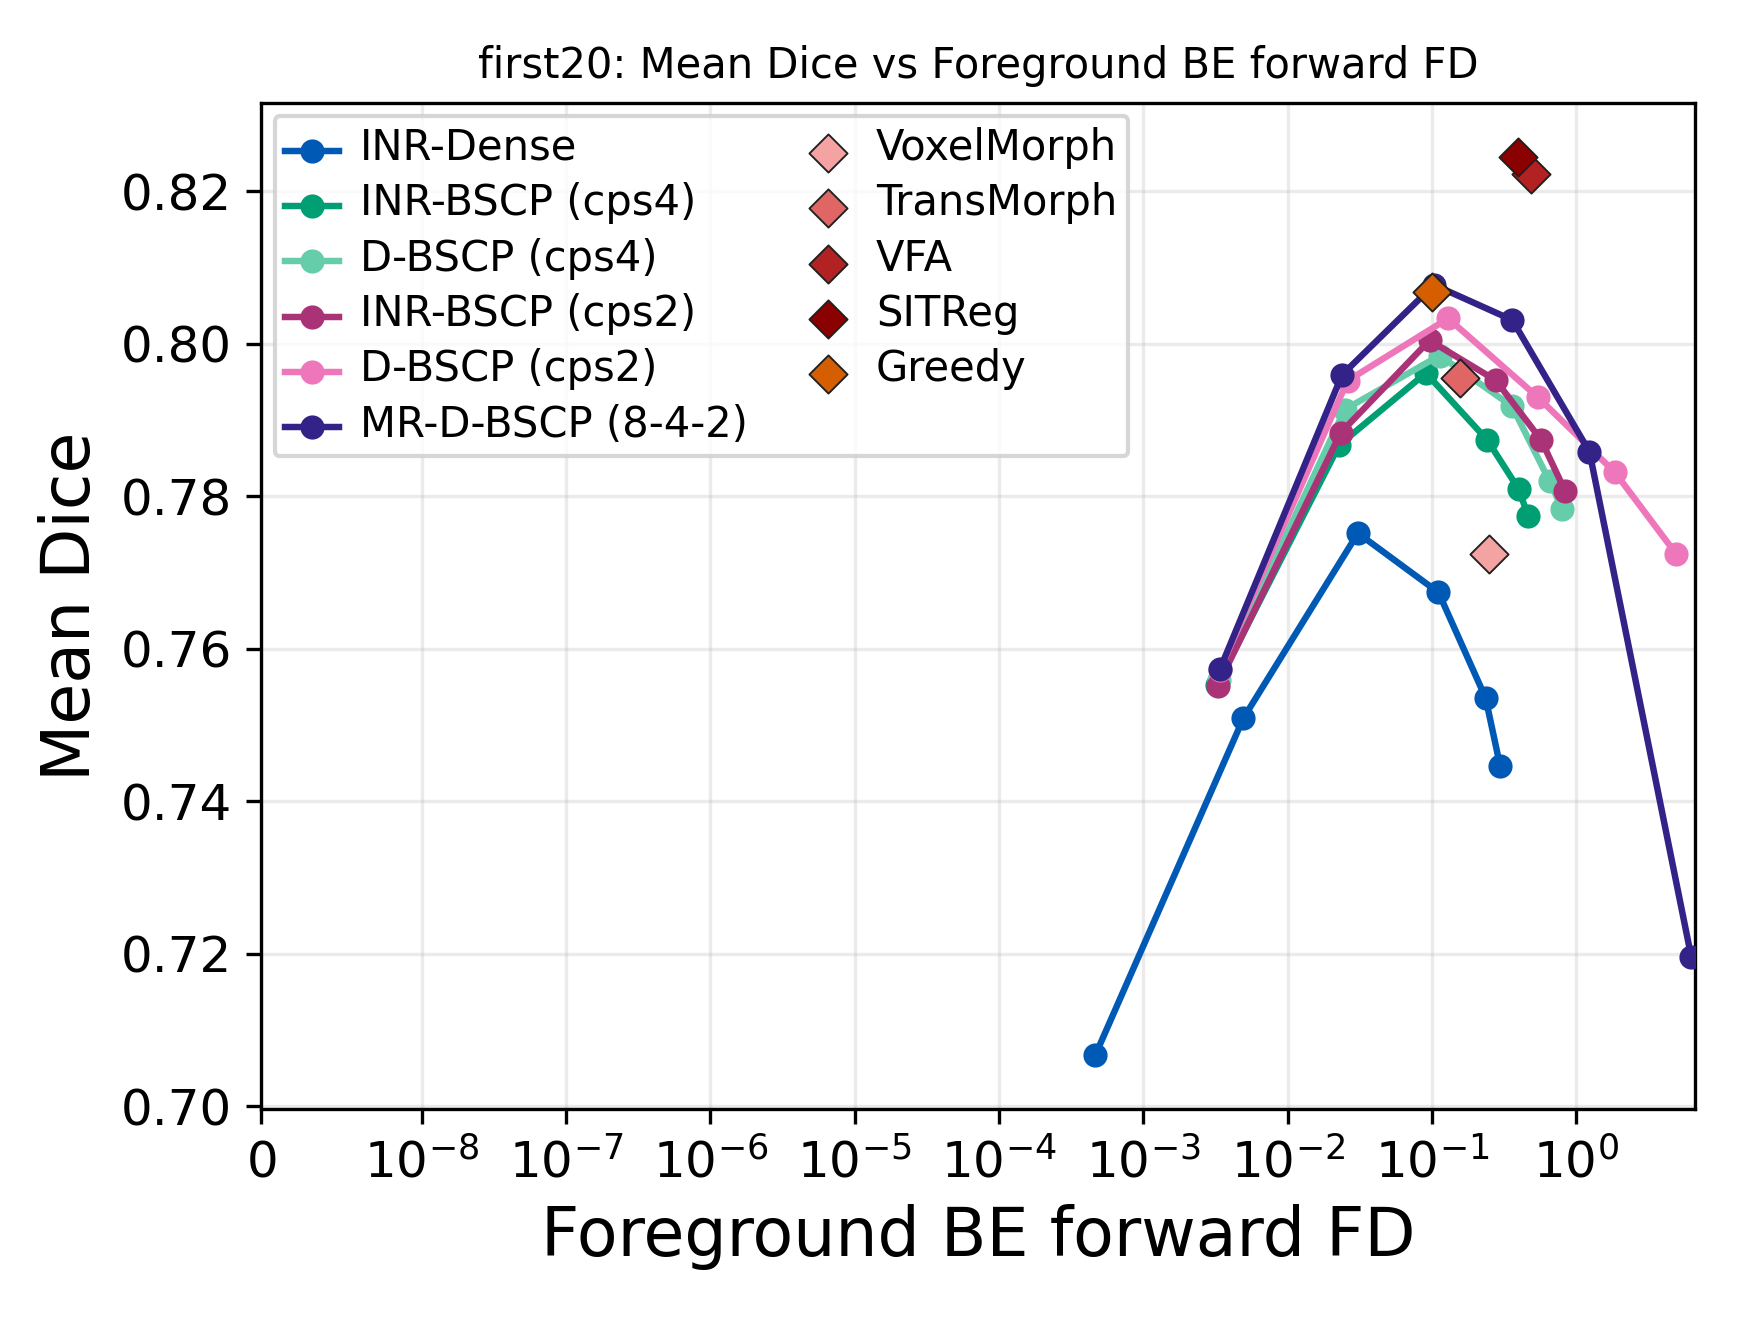 first20: Mean Dice vs Foreground BE forward FD
INR-Dense
INR-BSCP (cps4)
D-BSCP (cps4)
INR-BSCP (cps2)
D-BSCP (cps2)
MR-D-BSCP (8-4-2)
VoxelMorph
TransMorph
VFA
SITReg
Greedy
Mean Dice
0.82
0.80
0.78
0.76
0.74
0.72
0.70
0 10⁻⁸ 10⁻⁷ 10⁻⁶ 10⁻⁵ 10⁻⁴ 10⁻³ 10⁻² 10⁻¹ 10⁰
Foreground BE forward FD